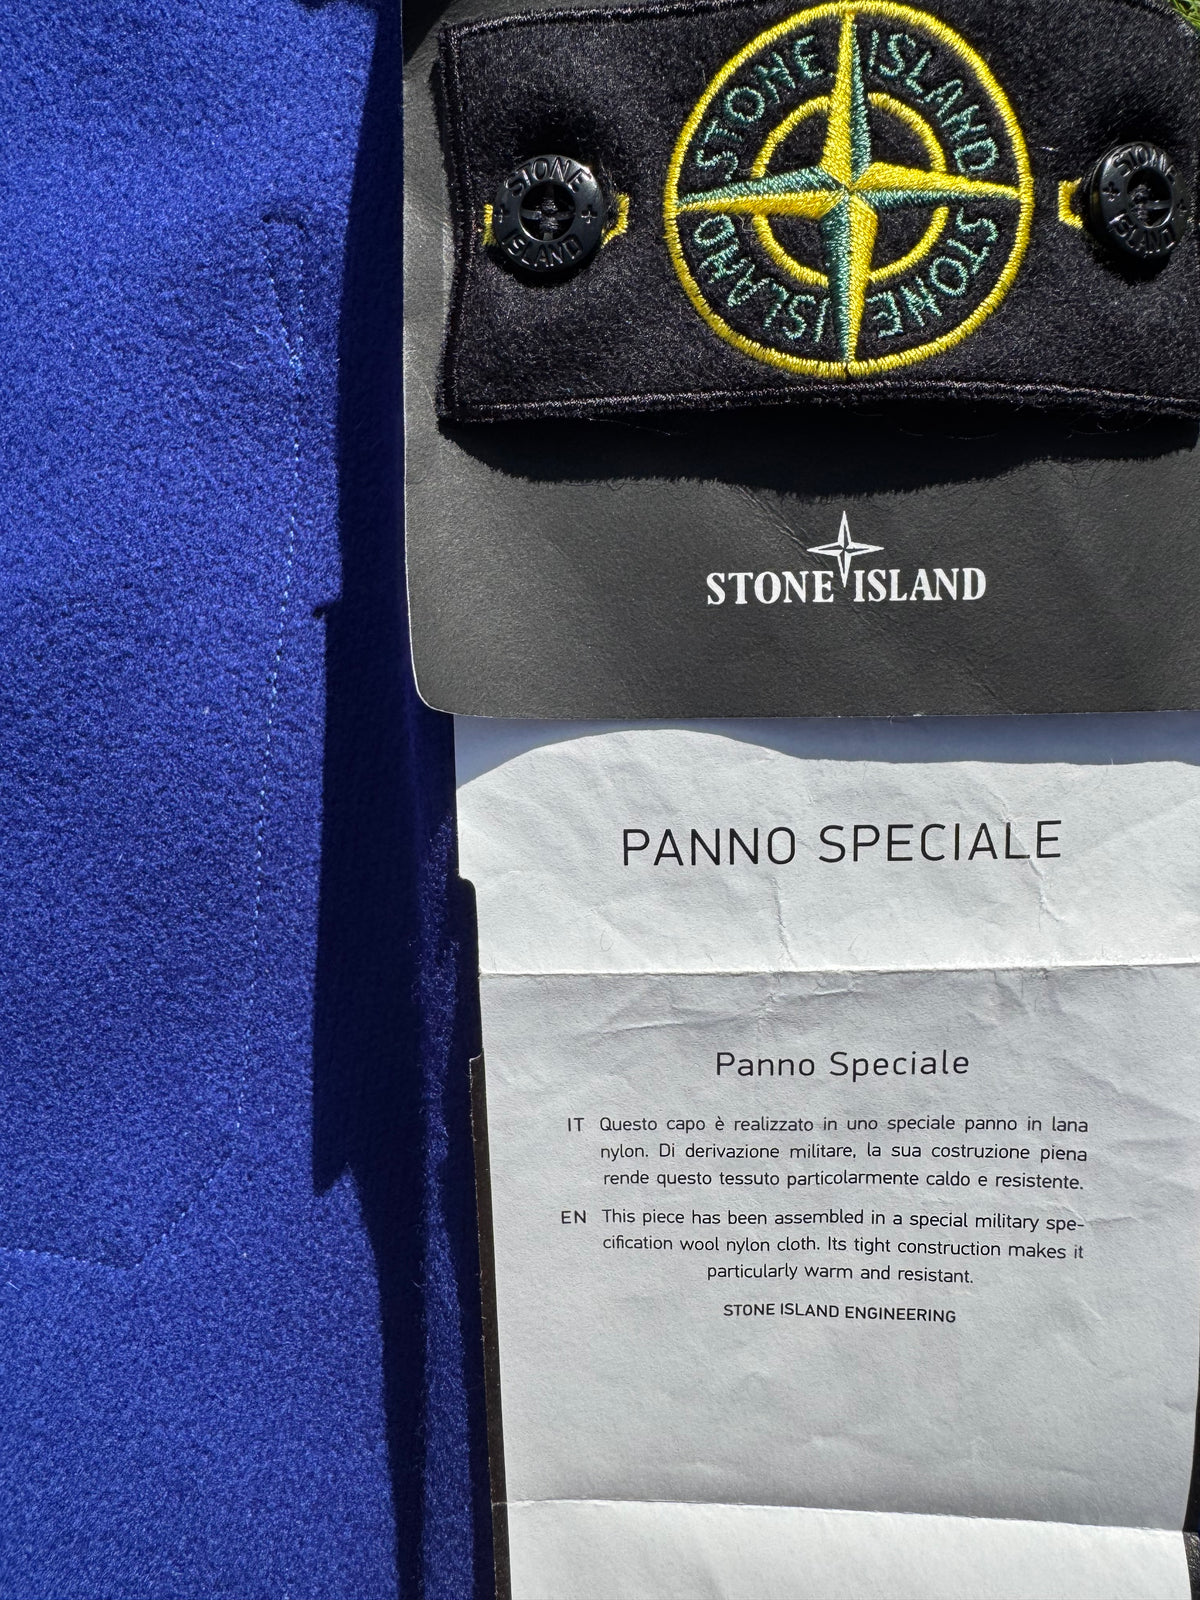 STONE ISLAND
STONE ISLAND
STONE
ISLAND
STONE
ISLAND
STONE ISLAND
PANNO SPECIALE
Panno Speciale
IT Questo capo è realizzato in uno speciale panno in lana
nylon. Di derivazione militare, la sua costruzione piena
rende questo tessuto particolarmente caldo e resistente.
EN This piece has been assembled in a special military spe-
cification wool nylon cloth. Its tight construction makes it
particularly warm and resistant.
STONE ISLAND ENGINEERING